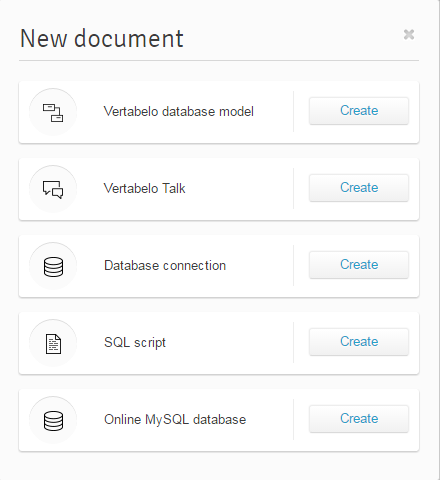 New document
Vertabelo database model
Create
Vertabelo Talk
Create
Database connection
Create
SQL script
Create
Online MySQL database
Create